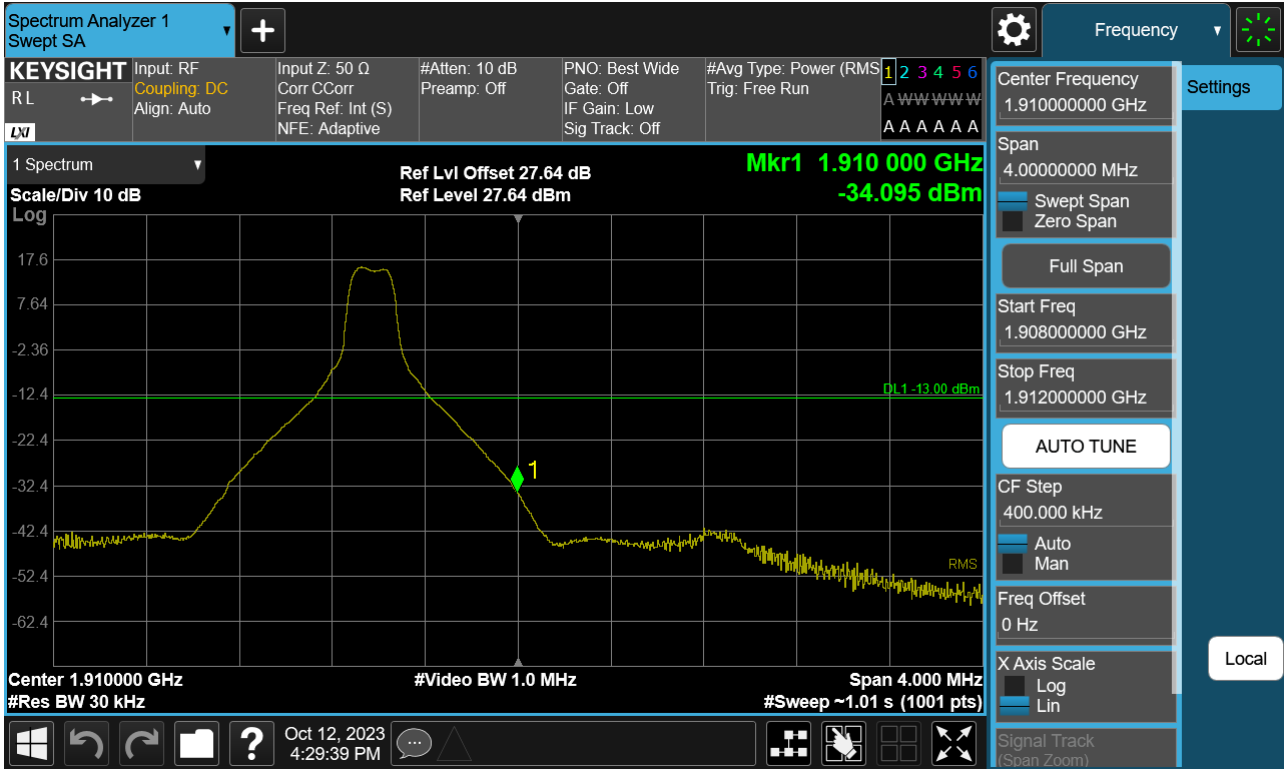 Spectrum Analyzer 1
Swept SA
+
Frequency
KEYSIGHT
RL
LXI
Input: RF
Coupling: DC
Align: Auto
Input Z: 50 Ω
Corr CCorr
Freq Ref: Int (S)
NFE: Adaptive
#Atten: 10 dB
Preamp: Off
PNO: Best Wide
Gate: Off
IF Gain: Low
Sig Track: Off
#Avg Type: Power (RMS
Trig: Free Run
1 2 3 4 5 6
A W W W W W
A A A A A A
1 Spectrum
Scale/Div 10 dB
Log
Ref Lvl Offset 27.64 dB
Ref Level 27.64 dBm
Mkr1 1.910 000 GHz
-34.095 dBm
17.6
7.64
-2.36
-12.4
-22.4
-32.4
-42.4
-52.4
-62.4
DL1 -13.00 dBm
1
RMS
Center 1.910000 GHz
#Res BW 30 kHz
#Video BW 1.0 MHz
Span 4.000 MHz
#Sweep ~1.01 s (1001 pts)
Center Frequency
1.910000000 GHz
Span
4.00000000 MHz
Swept Span
Zero Span
Full Span
Start Freq
1.908000000 GHz
Stop Freq
1.912000000 GHz
AUTO TUNE
CF Step
400.000 kHz
Auto
Man
Freq Offset
0 Hz
X Axis Scale
Log
Lin
Signal Track
(Span Zoom)
Settings
Local
?
Oct 12, 2023
4:29:39 PM